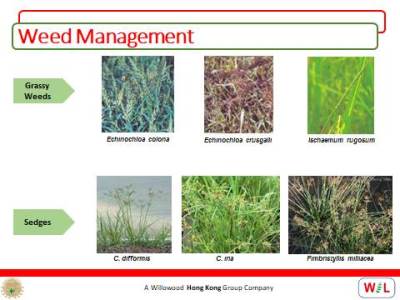 Weed Management
Grassy
Weeds
Echinochloa colona
Echinochloa crusgalli
Ischaemum rugosum
Sedges
C. difformis
C. iria
Fimbristylis miliacea
A Willowood Hong Kong Group Company
WIL